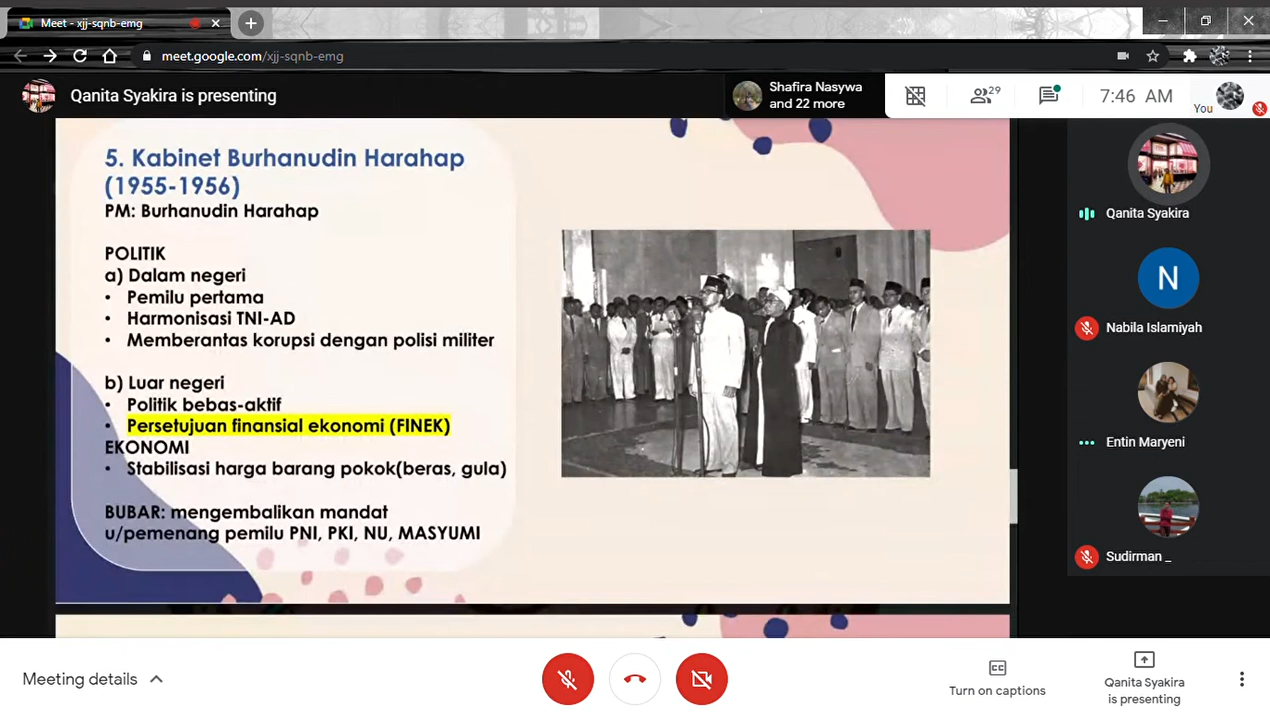 Meet - xjj-sqnb-emg
meet.google.com/xjj-sqnb-emg
Qanita Syakira is presenting
Shafira Nasywa
and 22 more
29
7:46 AM
You
5. Kabinet Burhanudin Harahap
(1955-1956)
PM: Burhanudin Harahap
POLITIK
a) Dalam negeri
• Pemilu pertama
• Harmonisasi TNI-AD
• Memberantas korupsi dengan polisi militer
b) Luar negeri
• Politik bebas-aktif
• Persetujuan finansial ekonomi (FINEK)
EKONOMI
• Stabilisasi harga barang pokok(beras, gula)
BUBAR: mengembalikan mandat
u/pemenang pemilu PNI, PKI, NU, MASYUMI
Qanita Syakira
N
Nabila Islamiyah
Entin Maryeni
Sudirman _
Meeting details
CC
Turn on captions
Qanita Syakira
is presenting